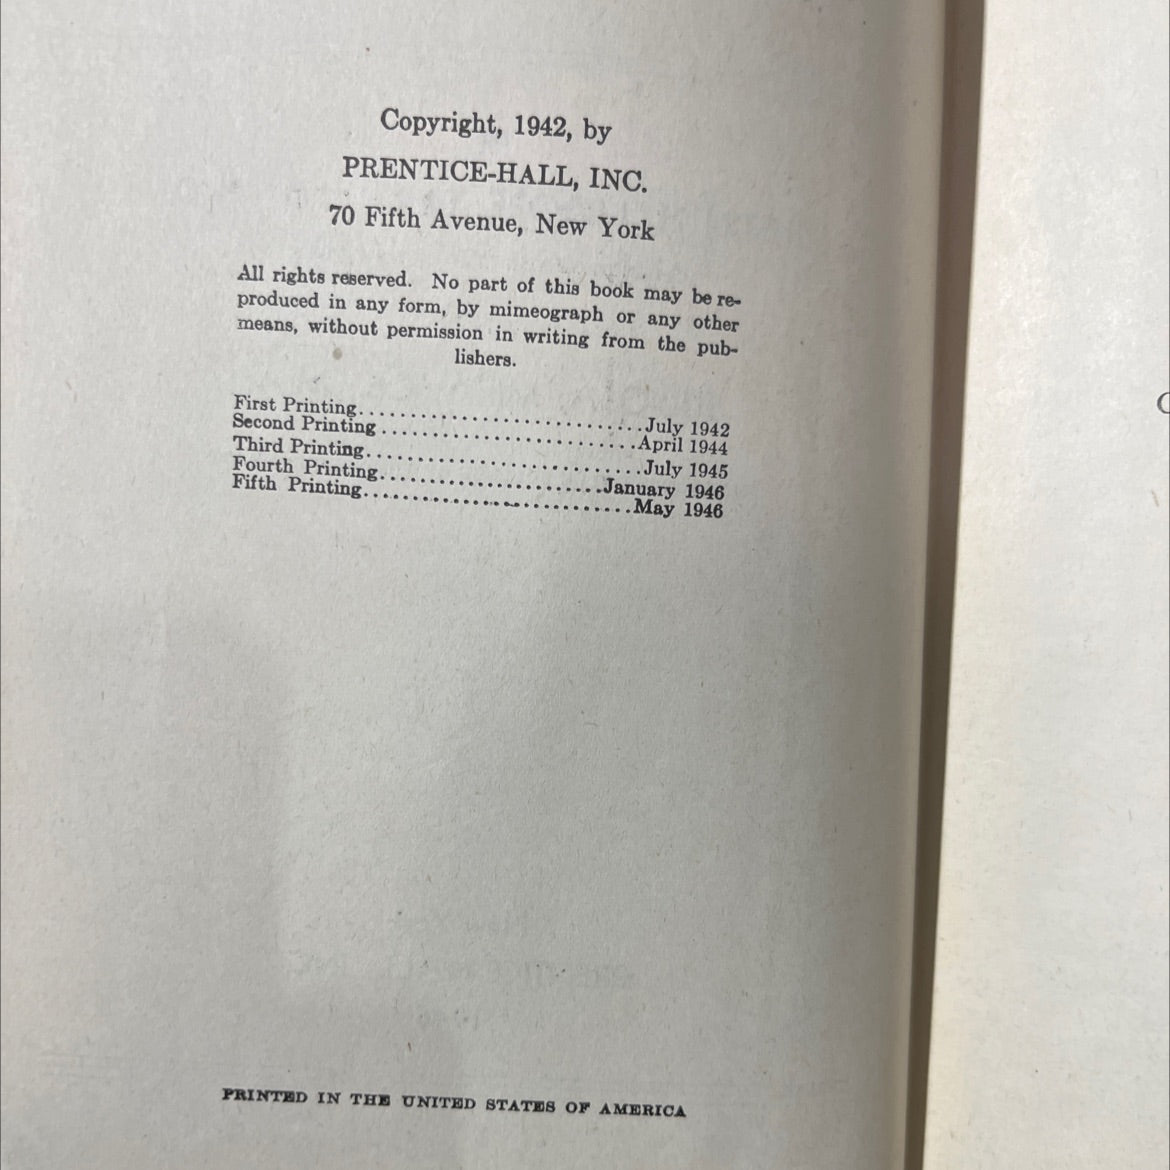 Copyright, 1942, by
PRENTICE-HALL, INC.
70 Fifth Avenue, New York
All rights reserved. No part of this book may be re-
produced in any form, by mimeograph or any other
means, without permission in writing from the pub-
lishers.
First Printing..............................July 1942
Second Printing..........................April 1944
Third Printing.............................July 1945
Fourth Printing.......................January 1946
Fifth Printing..............................May 1946
PRINTED IN THE UNITED STATES OF AMERICA